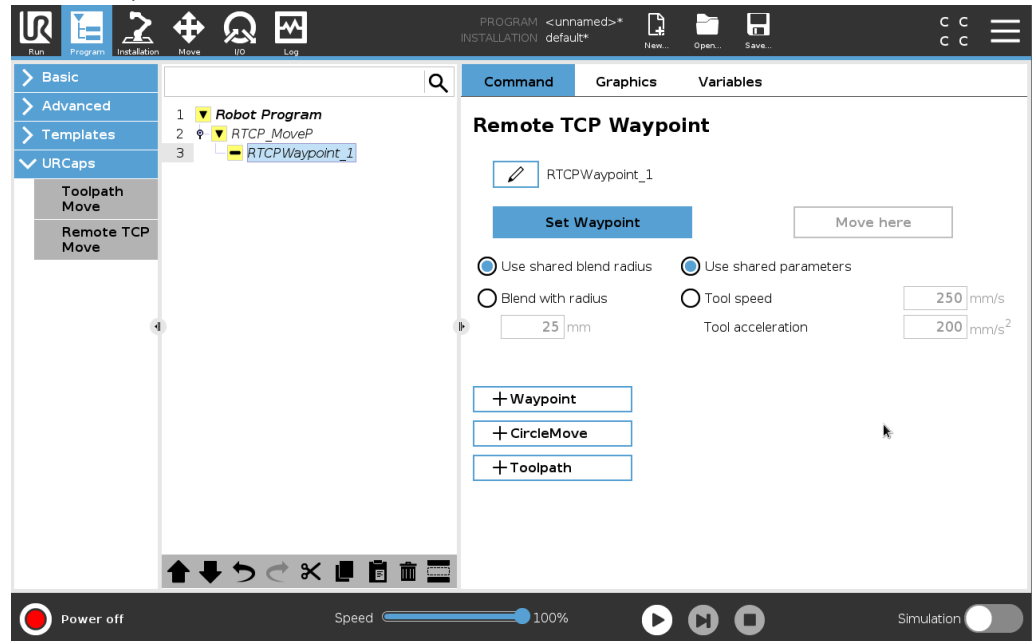 PROGRAM <unnamed>*
INSTALLATION default*
UR
Run
Program
Installation
Move
I/O
Log
New...
Open...
Save...
C C
C C
Basic
Advanced
Templates
URCaps
Toolpath
Move
Remote TCP
Move
1 Robot Program
2 RTCP_MoveP
3 RTCPWaypoint_1
Command Graphics Variables
Remote TCP Waypoint
RTCPWaypoint_1
Set Waypoint Move here
Use shared blend radius Use shared parameters
Blend with radius Tool speed 250 mm/s
25 mm Tool acceleration 200 mm/s²
+Waypoint
+CircleMove
+Toolpath
Power off Speed 100% Simulation